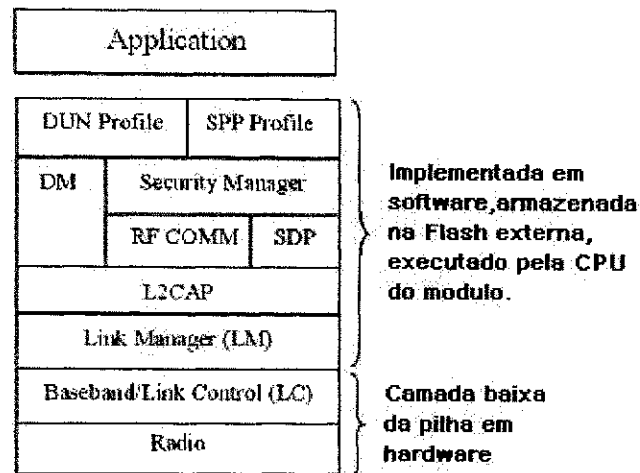 Application
DUN Profile
SPP Profile
DM
Security Manager
RF COMM
SDP
L2CAP
Link Manager (LM)
Baseband/Link Control (LC)
Radio
Implementada em
software,armazenada
na Flash externa,
executado pela CPU
do modulo.
Camada baixa
da pilha em
hardware